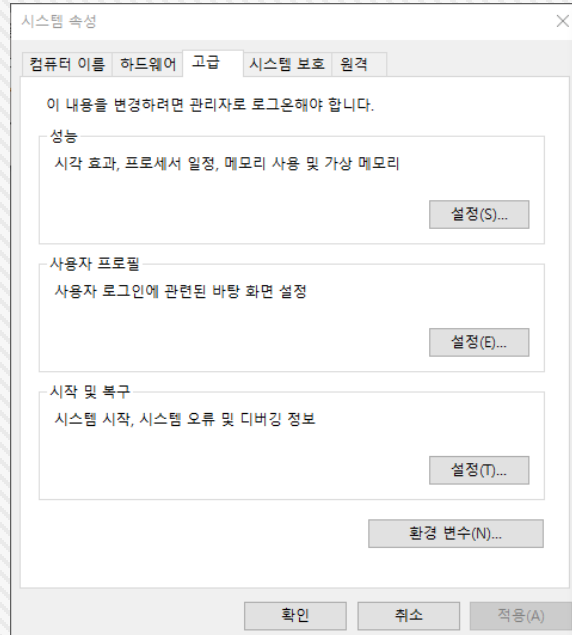 시스템 속성
컴퓨터 이름 하드웨어 고급 시스템 보호 원격
이 내용을 변경하려면 관리자로 로그온해야 합니다.
성능
시각 효과, 프로세서 일정, 메모리 사용 및 가상 메모리
설정(S)...
사용자 프로필
사용자 로그인에 관련된 바탕 화면 설정
설정(E)...
시작 및 복구
시스템 시작, 시스템 오류 및 디버깅 정보
설정(T)...
환경 변수(N)...
확인 취소 적용(A)